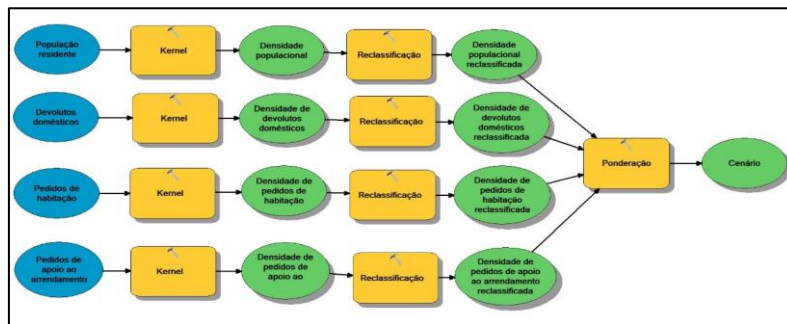 População
residente
Kernel
Densidade
populacional
Reclassificação
Densidade
populacional
reclassificada
Devolutos
domésticos
Kernel
Densidade de
devolutos
domésticos
Reclassificação
Densidade de
devolutos
domésticos
reclassificada
Ponderação
Cenário
Pedidos de
habitação
Kernel
Densidade de
pedidos de
habitação
Reclassificação
Densidade de
pedidos de
habitação
reclassificada
Pedidos de
apoio ao
arrendamento
Kernel
Densidade de
pedidos de
apoio ao
Reclassificação
Densidade de
pedidos de apoio
ao arrendamento
reclassificada